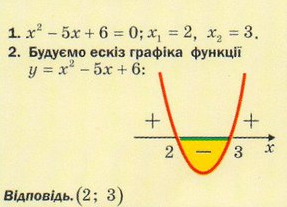 1. x² – 5x + 6 = 0; x₁ = 2, x₂ = 3.
2. Будуємо ескіз графіка функції
y = x² – 5x + 6:
+ +
2 – 3 x
Відповідь. (2; 3)